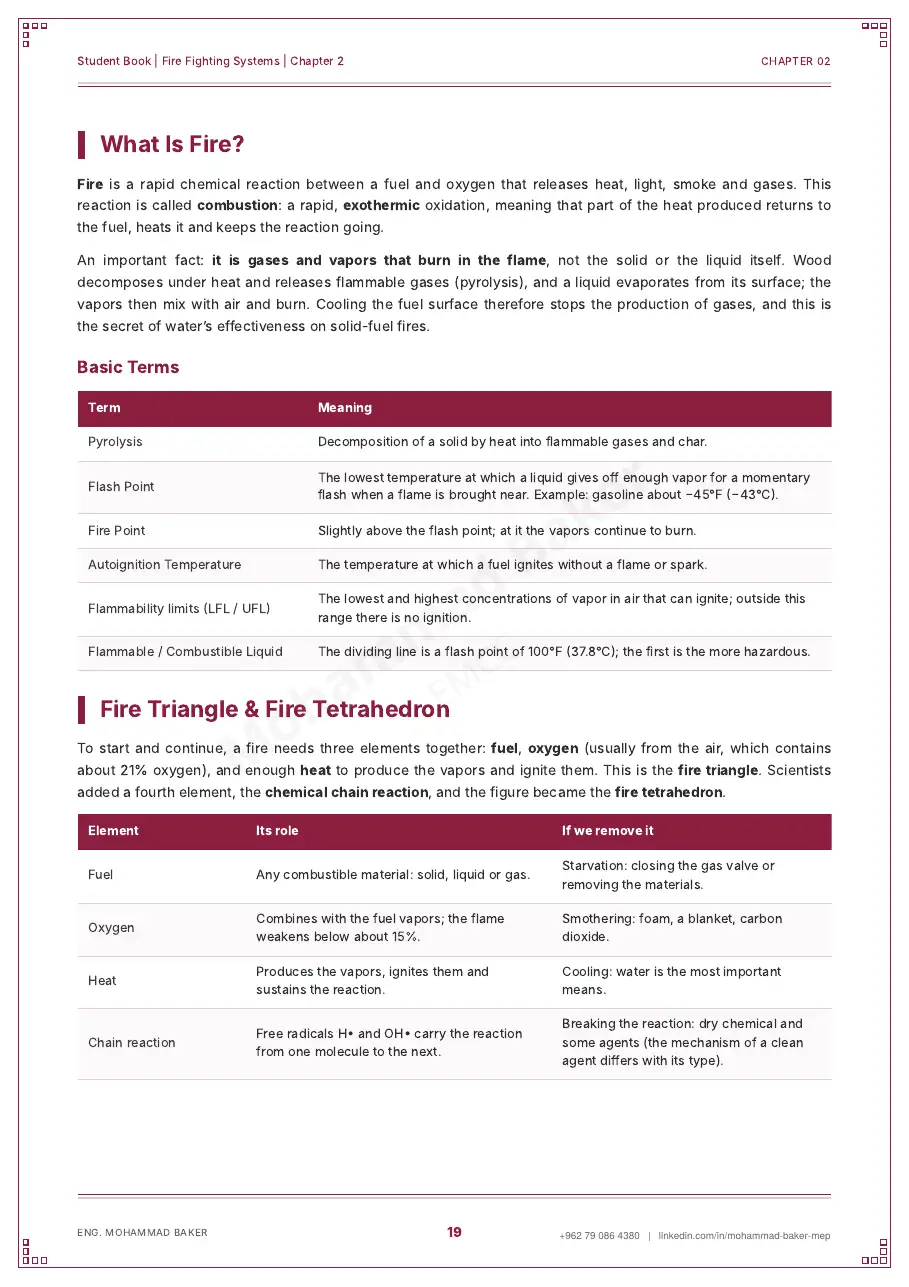 Student Book | Fire Fighting Systems | Chapter 2
CHAPTER 02
What Is Fire?
Fire is a rapid chemical reaction between a fuel and oxygen that releases heat, light, smoke and gases. This
reaction is called combustion: a rapid, exothermic oxidation, meaning that part of the heat produced returns to
the fuel, heats it and keeps the reaction going.
An important fact: it is gases and vapors that burn in the flame, not the solid or the liquid itself. Wood
decomposes under heat and releases flammable gases (pyrolysis), and a liquid evaporates from its surface; the
vapors then mix with air and burn. Cooling the fuel surface therefore stops the production of gases, and this is
the secret of water’s effectiveness on solid-fuel fires.
Basic Terms
Term Meaning
Pyrolysis Decomposition of a solid by heat into flammable gases and char.
Flash Point The lowest temperature at which a liquid gives off enough vapor for a momentary
flash when a flame is brought near. Example: gasoline about −45°F (−43°C).
Fire Point Slightly above the flash point; at it the vapors continue to burn.
Autoignition Temperature The temperature at which a fuel ignites without a flame or spark.
Flammability limits (LFL / UFL) The lowest and highest concentrations of vapor in air that can ignite; outside this
range there is no ignition.
Flammable / Combustible Liquid The dividing line is a flash point of 100°F (37.8°C); the first is the more hazardous.
Mohammad Baker
EMCS
Fire Triangle & Fire Tetrahedron
To start and continue, a fire needs three elements together: fuel, oxygen (usually from the air, which contains
about 21% oxygen), and enough heat to produce the vapors and ignite them. This is the fire triangle. Scientists
added a fourth element, the chemical chain reaction, and the figure became the fire tetrahedron.
Element Its role If we remove it
Fuel Any combustible material: solid, liquid or gas. Starvation: closing the gas valve or
removing the materials.
Oxygen Combines with the fuel vapors; the flame
weakens below about 15%. Smothering: foam, a blanket, carbon
dioxide.
Heat Produces the vapors, ignites them and
sustains the reaction. Cooling: water is the most important
means.
Chain reaction Free radicals H• and OH• carry the reaction
from one molecule to the next. Breaking the reaction: dry chemical and
some agents (the mechanism of a clean
agent differs with its type).
ENG. MOHAMMAD BAKER
19
+962 79 086 4380 | linkedin.com/in/mohammad-baker-mep